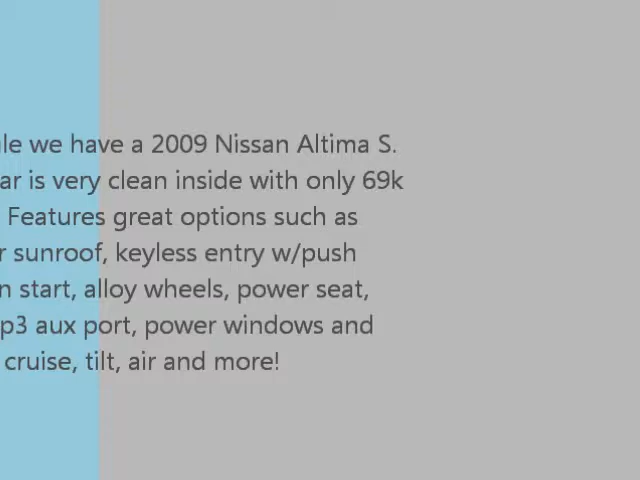 le we have a 2009 Nissan Altima S.
ar is very clean inside with only 69k
Features great options such as
r sunroof, keyless entry w/push
n start, alloy wheels, power seat,
p3 aux port, power windows and
cruise, tilt, air and more!